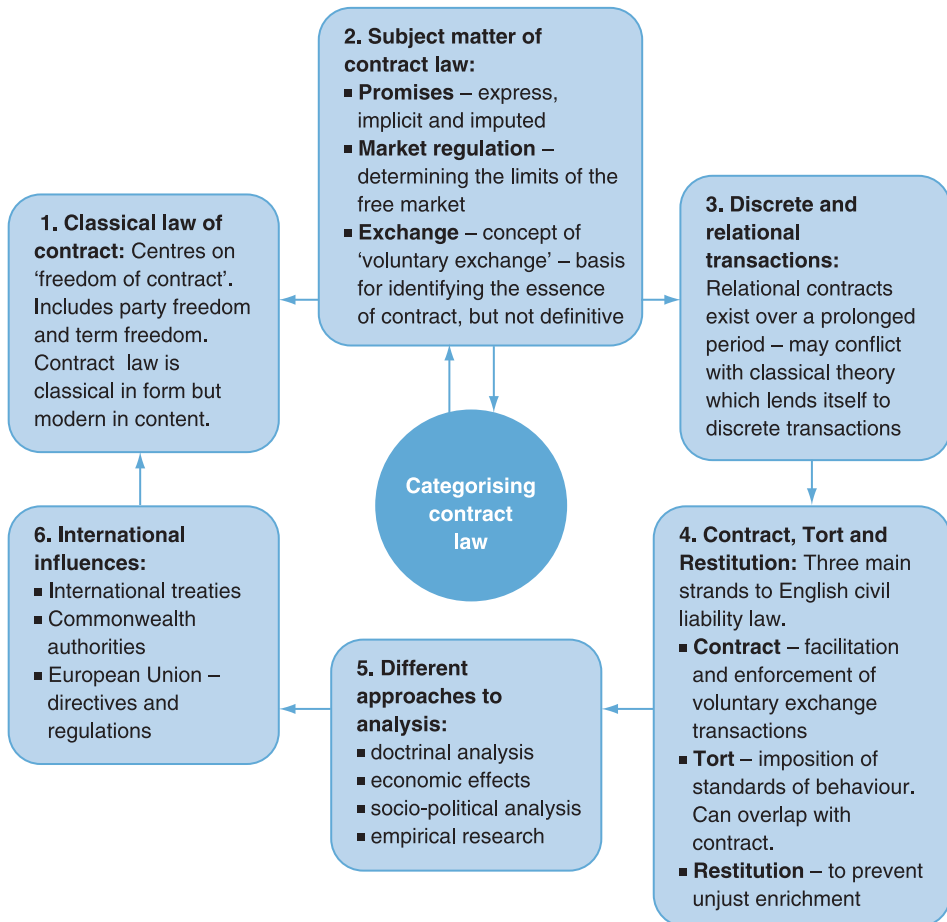 1. Classical law of
contract: Centres on
‘freedom of contract’.
Includes party freedom
and term freedom.
Contract law is
classical in form but
modern in content.
2. Subject matter of
contract law:
▪ Promises – express,
implicit and imputed
▪ Market regulation –
determining the limits of the
free market
▪ Exchange – concept of
‘voluntary exchange’ – basis
for identifying the essence
of contract, but not definitive
3. Discrete and
relational
transactions:
Relational contracts
exist over a prolonged
period – may conflict
with classical theory
which lends itself to
discrete transactions
Categorising
contract
law
4. Contract, Tort and
Restitution: Three main
strands to English civil
liability law.
▪ Contract – facilitation
and enforcement of
voluntary exchange
transactions
▪ Tort – imposition of
standards of behaviour.
Can overlap with
contract.
▪ Restitution – to prevent
unjust enrichment
5. Different
approaches to
analysis:
▪ doctrinal analysis
▪ economic effects
▪ socio-political analysis
▪ empirical research
6. International
influences:
▪ International treaties
▪ Commonwealth
authorities
▪ European Union –
directives and
regulations